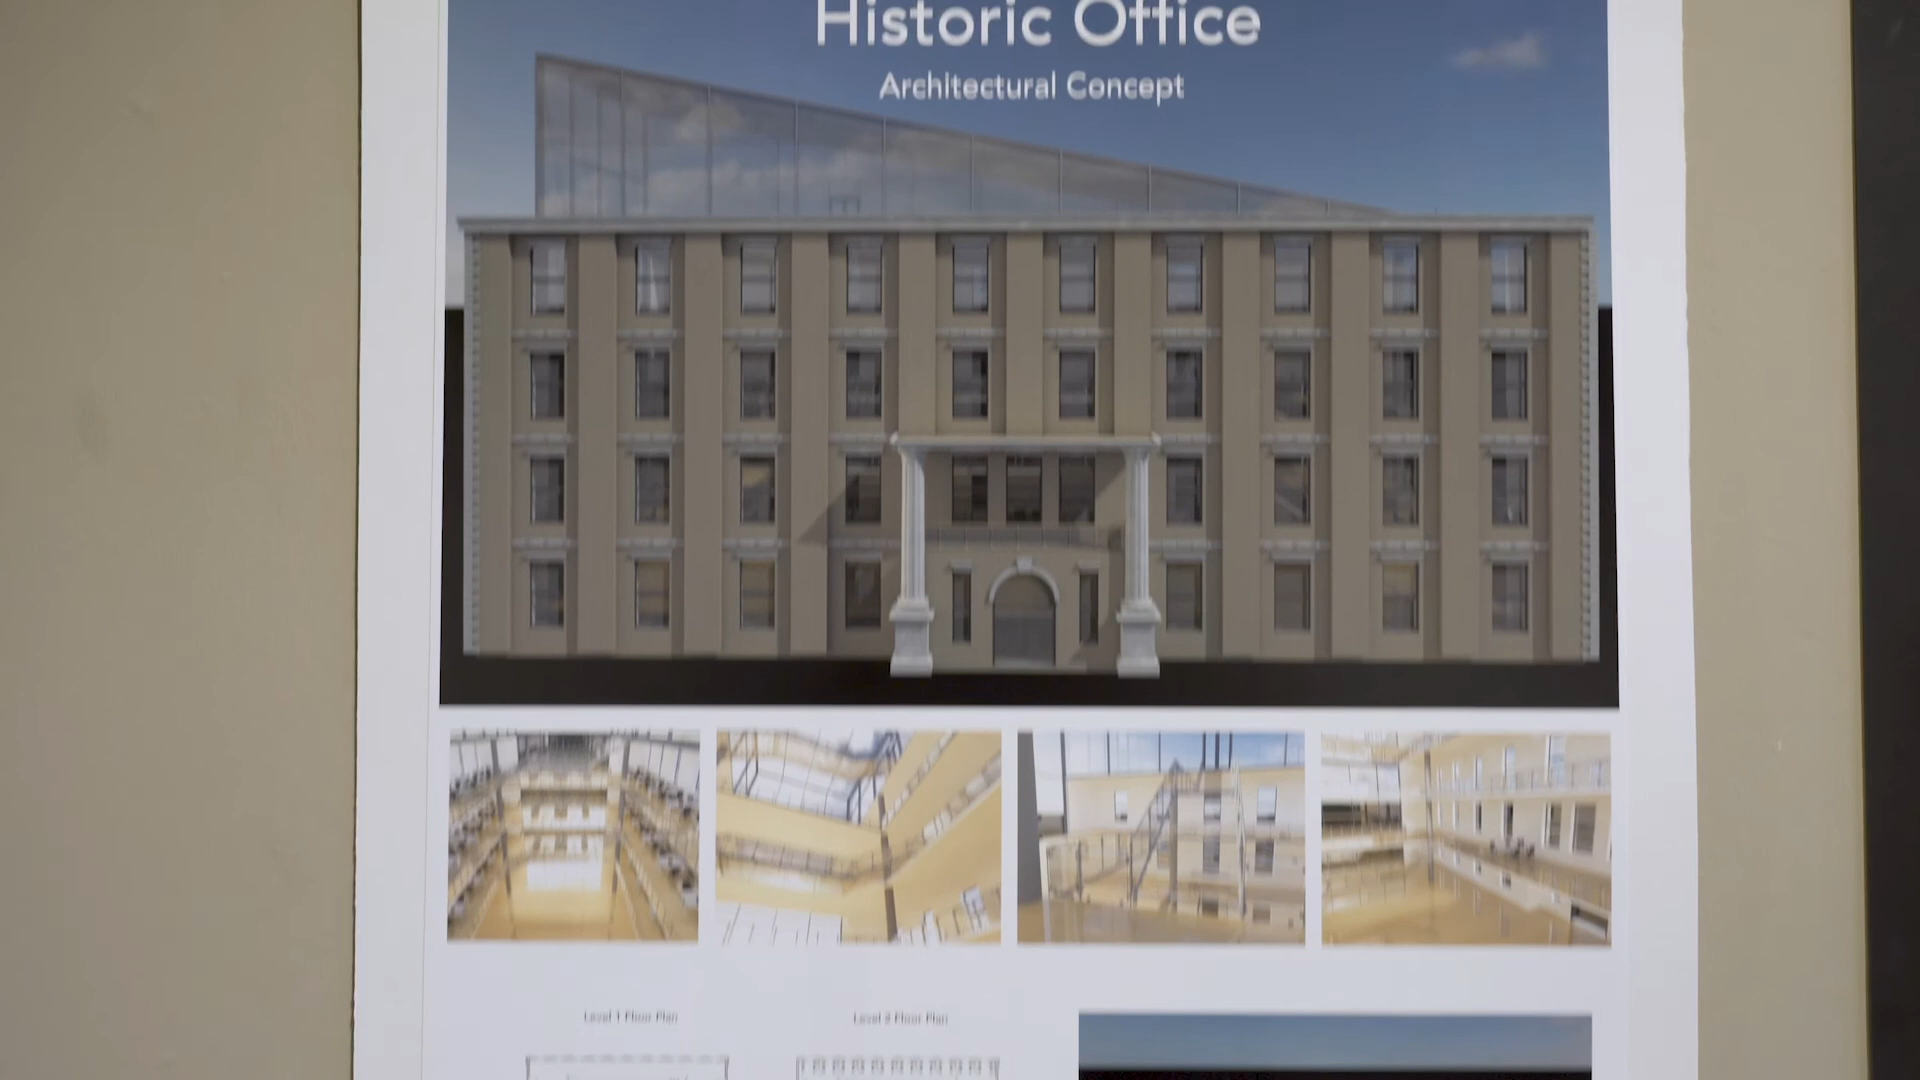 Historic Office
Architectural Concept
Level 1 Floor Plan
Level 2 Floor Plan